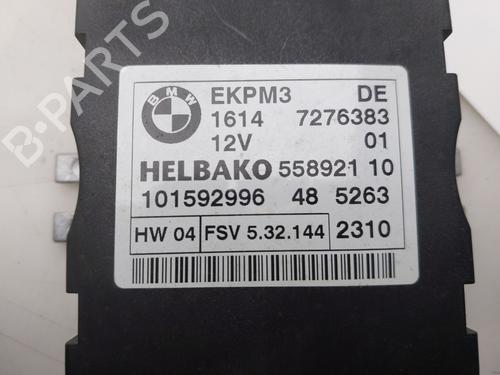 B-PARTS
BMW
EKPM3 DE
1614 7276383
12V 01
HELBAKO 558921 10
101592996 48 5263
HW 04 FSV 5.32.144 2310